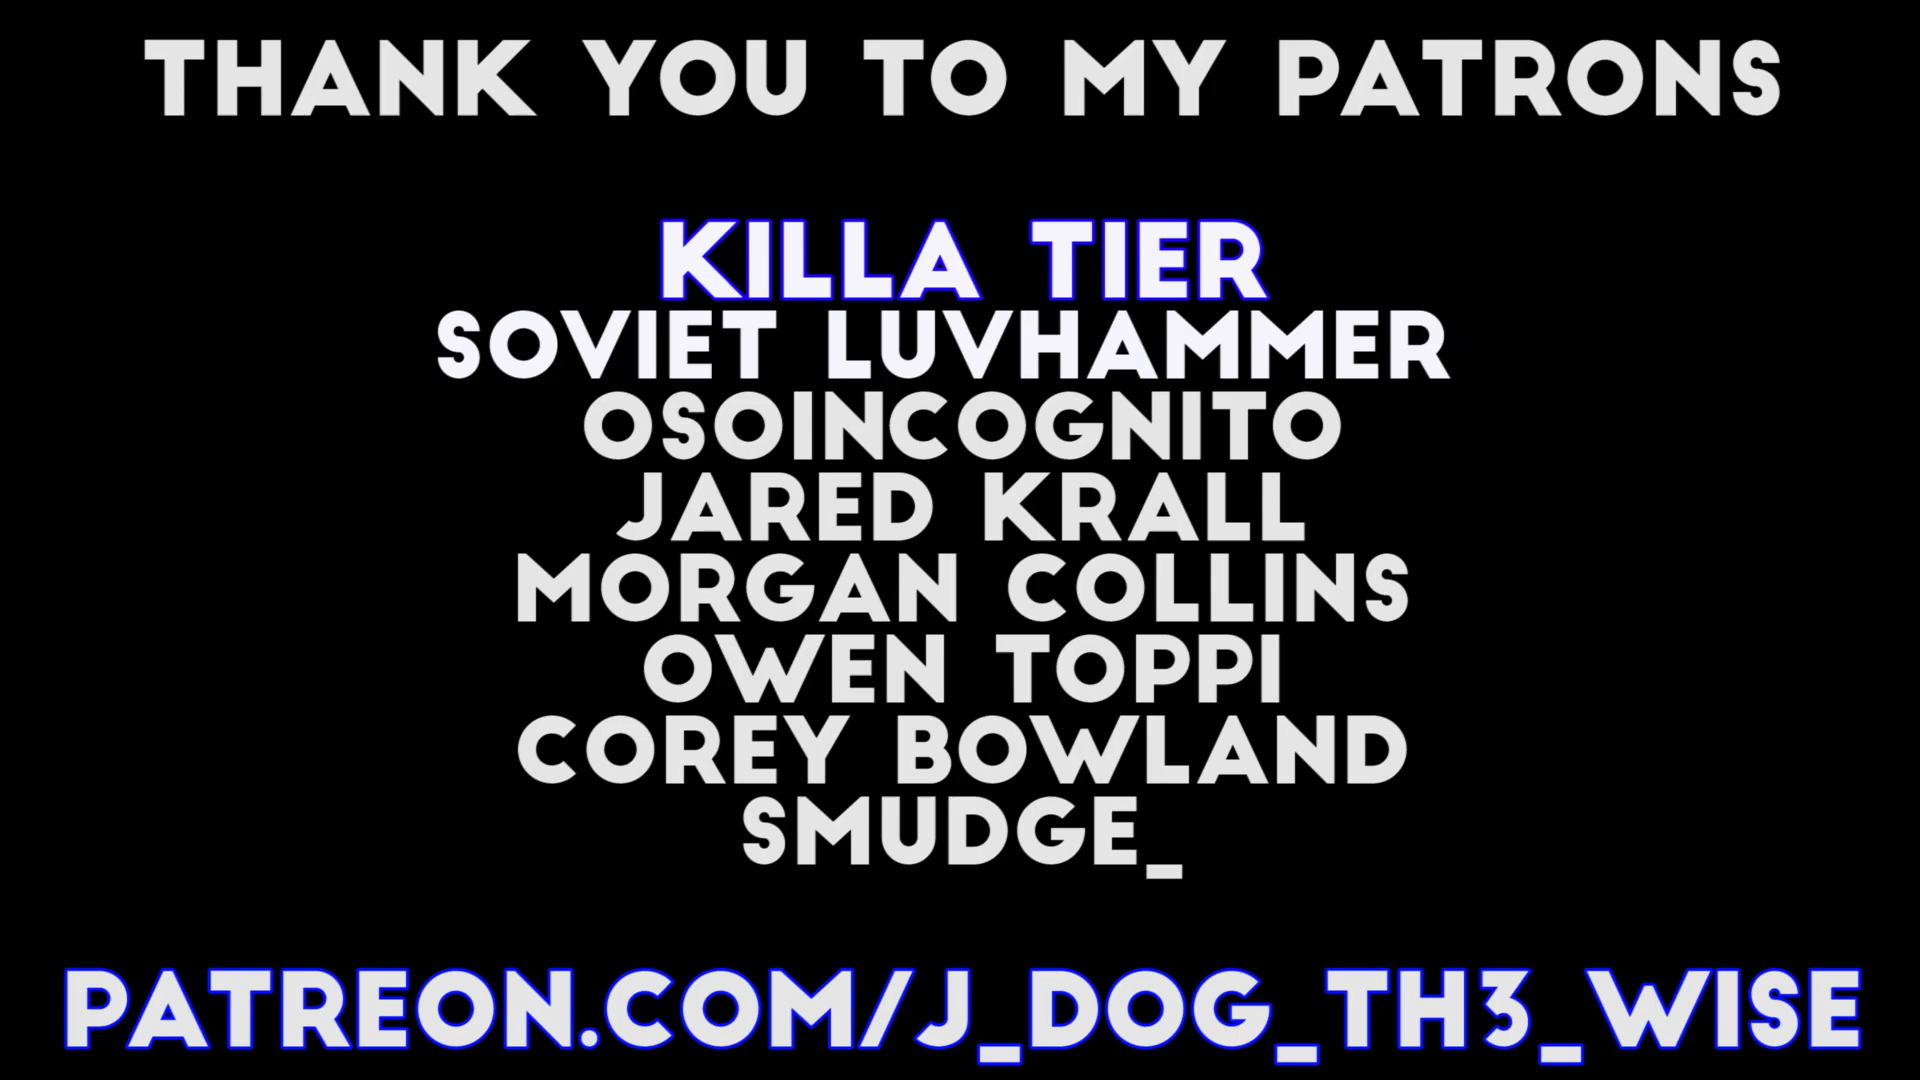 THANK YOU TO MY PATRONS
KILLA TIER
SOVIET LUVHAMMER
OSOINCOGNITO
JARED KRALL
MORGAN COLLINS
OWEN TOPPI
COREY BOWLAND
SMUDGE_
PATREON.COM/J_DOG_TH3_WISE